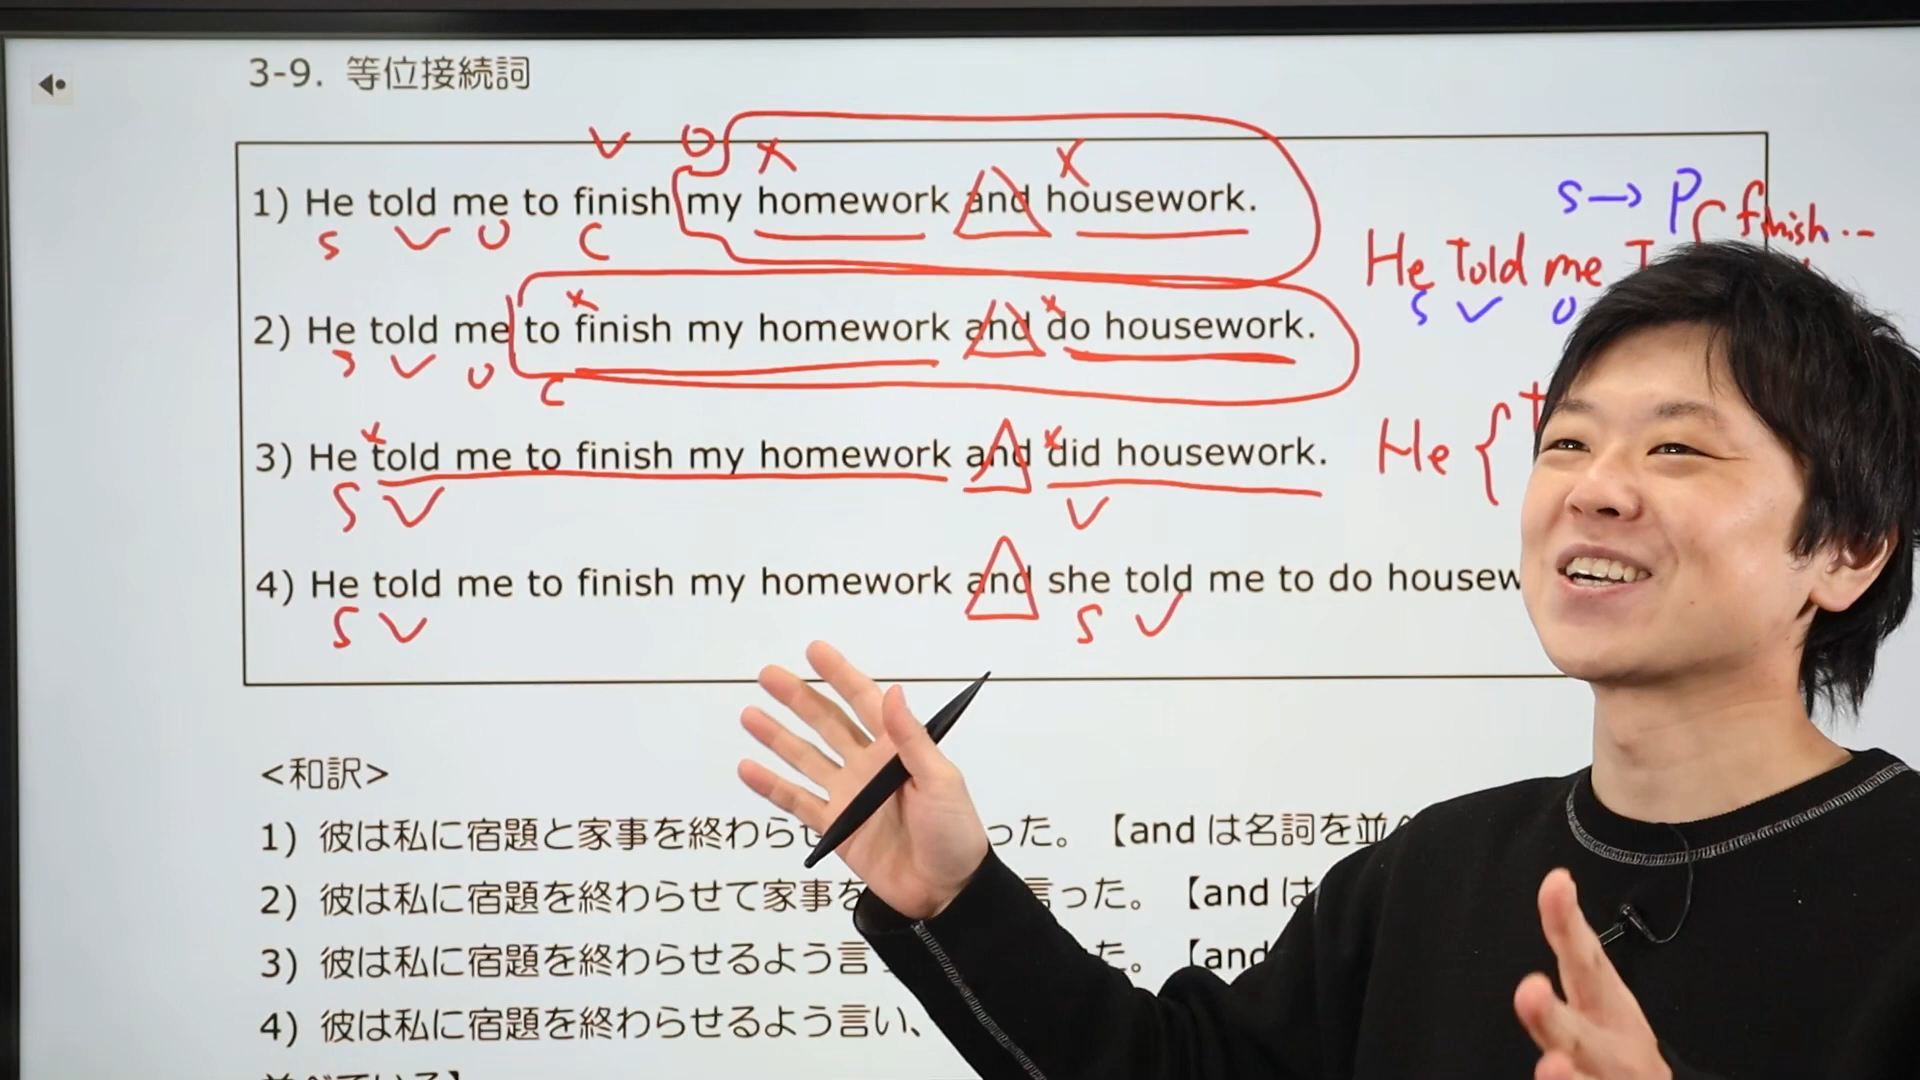 3-9. 等位接続詞
V O X X
1) He told me to finish my homework and housework.
S V O C
S→P
finish…
He Told me
S V O
X X
2) He told me to finish my homework and do housework.
S V O C
X X
3) He told me to finish my homework and did housework.
S V V
He {
4) He told me to finish my homework and she told me to do housew
S V S V
<和訳>
1) 彼は私に宿題と家事を終わらせ った。【and は名詞を並
2) 彼は私に宿題を終わらせて家事を 言った。【and は
3) 彼は私に宿題を終わらせるよう言 た。【and
4) 彼は私に宿題を終わらせるよう言い、
並べている】